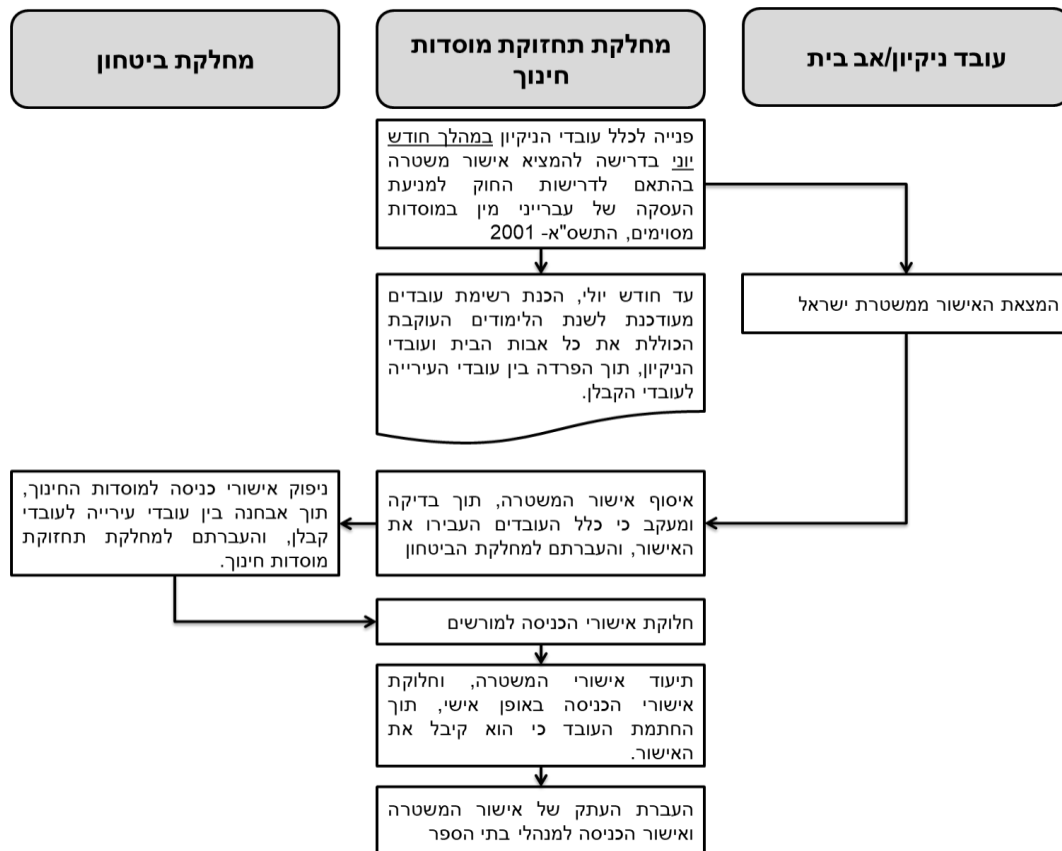 עובד ניקיון/אב בית
מחלקת תחזוקת מוסדות
חינוך
מחלקת ביטחון
פנייה לכלל עובדי הניקיון במהלך חודש
יוני בדרישה להמציא אישור משטרה
בהתאם לדרישות החוק למניעת
העסקה של עברייני מין במוסדות
מסוימים, התשס"א- 2001
המצאת האישור ממשטרת ישראל
עד חודש יולי, הכנת רשימת עובדים
מעודכנת לשנת הלימודים העוקבת
הכוללת את כל אבות הבית ועובדי
הניקיון, תוך הפרדה בין עובדי העירייה
לעובדי הקבלן.
איסוף אישור המשטרה, תוך בדיקה
ומעקב כי כלל העובדים העבירו את
האישור, והעברתם למחלקת הביטחון
ניפוק אישורי כניסה למוסדות החינוך,
תוך אבחנה בין עובדי עירייה לעובדי
קבלן, והעברתם למחלקת תחזוקת
מוסדות חינוך.
חלוקת אישורי הכניסה למורשים
תיעוד אישורי המשטרה, וחלוקת
אישורי הכניסה באופן אישי, תוך
החתמת העובד כי הוא קיבל את
האישור.
העברת העתק של אישור המשטרה
ואישור הכניסה למנהלי בתי הספר